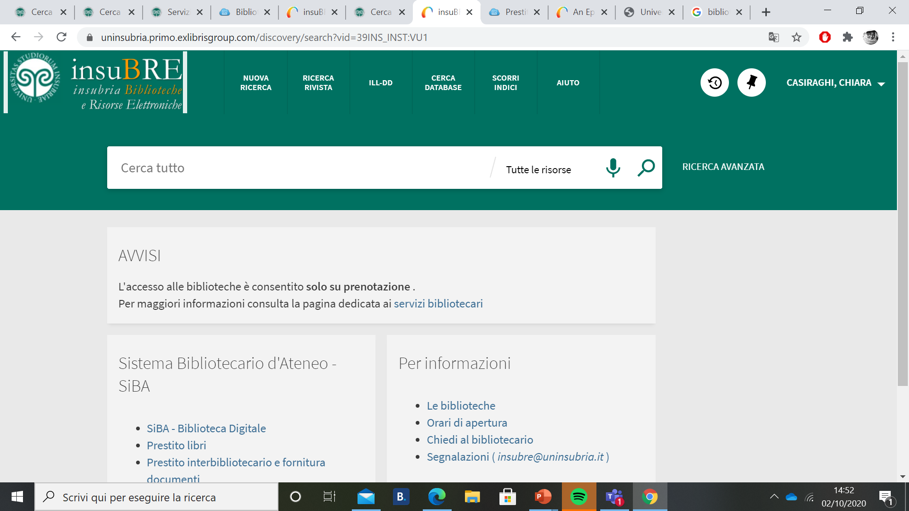 Cerca
Cerca
Serviz
Biblio
insuB
Cerca
insuB
Presti
An Ep
Unive
biblio
uninsubria.primo.exlibrisgroup.com/discovery/search?vid=39INS_INST:VU1
insuBRE
insubria Biblioteche
e Risorse Elettroniche
NUOVA RICERCA
RICERCA RIVISTA
ILL-DD
CERCA DATABASE
SCORRI INDICI
AIUTO
CASIRAGHI, CHIARA
Cerca tutto
Tutte le risorse
RICERCA AVANZATA
AVVISI
L'accesso alle biblioteche è consentito solo su prenotazione .
Per maggiori informazioni consulta la pagina dedicata ai servizi bibliotecari
Sistema Bibliotecario d'Ateneo -
SiBA
SiBA - Biblioteca Digitale
Prestito libri
Prestito interbibliotecario e fornitura
documenti
Per informazioni
Le biblioteche
Orari di apertura
Chiedi al bibliotecario
Segnalazioni ( insubre@uninsubria.it )
Scrivi qui per eseguire la ricerca
B.
14:52
02/10/2020